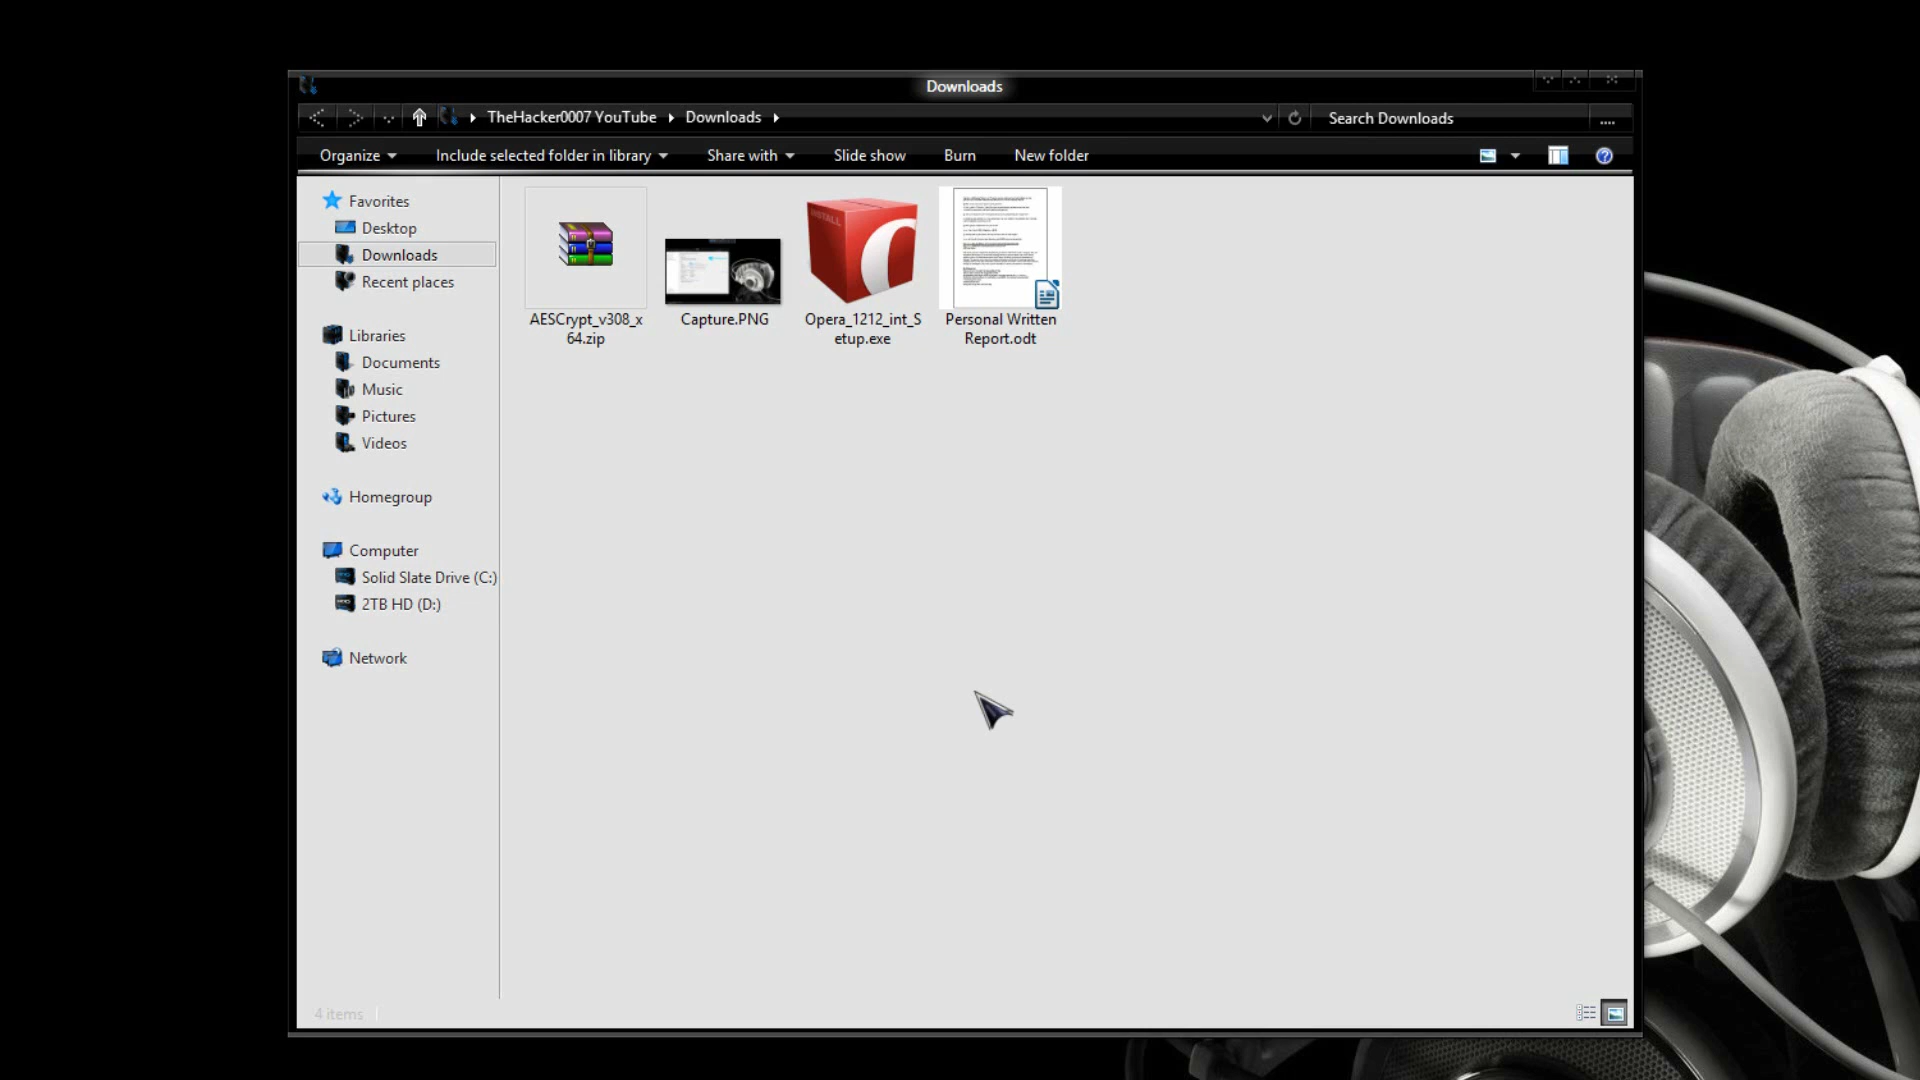 Downloads
TheHacker0007 YouTube Downloads
Search Downloads
Organize Include selected folder in library Share with Slide show Burn New folder
Favorites
Desktop
Downloads
Recent places
Libraries
Documents
Music
Pictures
Videos
Homegroup
Computer
Solid Slate Drive (C:)
2TB HD (D:)
Network
INSTALL
AESCrypt_v308_x
64.zip
Capture.PNG
Opera_1212_int_S
etup.exe
Personal Written
Report.odt
4 items